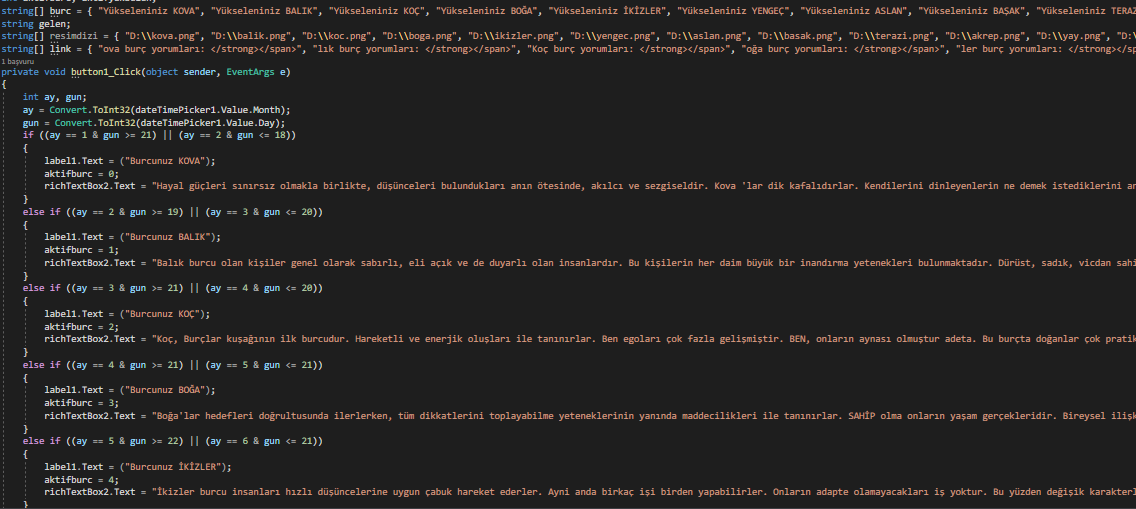 string[] burc = { "Yükseleniniz KOVA", "Yükseleniniz BALIK", "Yükseleniniz KOÇ", "Yükseleniniz BOĞA", "Yükseleniniz İKİZLER", "Yükseleniniz YENGEÇ", "Yükseleniniz ASLAN", "Yükseleniniz BAŞAK", "Yükseleniniz TERAZ
string gelen;
string[] resimdizi = { "D:\\kova.png", "D:\\balik.png", "D:\\koc.png", "D:\\boga.png", "D:\\ikizler.png", "D:\\yengec.png", "D:\\aslan.png", "D:\\basak.png", "D:\\terazi.png", "D:\\akrep.png", "D:\\yay.png", "D:\
string[] link = { "ova burç yorumları: </strong></span>", "lık burç yorumları: </strong></span>", "Koç burç yorumları: </strong></span>", "oğa burç yorumları: </strong></span>", "ler burç yorumları: </strong></sp
1 başvuru
private void button1_Click(object sender, EventArgs e)
{
int ay, gun;
ay = Convert.ToInt32(dateTimePicker1.Value.Month);
gun = Convert.ToInt32(dateTimePicker1.Value.Day);
if ((ay == 1 & gun >= 21) || (ay == 2 & gun <= 18))
{
label1.Text = ("Burcunuz KOVA");
aktifburc = 0;
richTextBox2.Text = "Hayal güçleri sınırsız olmakla birlikte, düşünceleri bulundukları anın ötesinde, akılcı ve sezgiseldir. Kova 'lar dik kafalıdırlar. Kendilerini dinleyenlerin ne demek istediklerini an
}
else if ((ay == 2 & gun >= 19) || (ay == 3 & gun <= 20))
{
label1.Text = ("Burcunuz BALIK");
aktifburc = 1;
richTextBox2.Text = "Balık burcu olan kişiler genel olarak sabırlı, eli açık ve de duyarlı olan insanlardır. Bu kişilerin her daim büyük bir inandırma yetenekleri bulunmaktadır. Dürüst, sadık, vicdan sahi
}
else if ((ay == 3 & gun >= 21) || (ay == 4 & gun <= 20))
{
label1.Text = ("Burcunuz KOÇ");
aktifburc = 2;
richTextBox2.Text = "Koç, Burçlar kuşağının ilk burcudur. Hareketli ve enerjik oluşları ile tanınırlar. Ben egoları çok fazla gelişmiştir. BEN, onların aynası olmuştur adeta. Bu burçta doğanlar çok pratik
}
else if ((ay == 4 & gun >= 21) || (ay == 5 & gun <= 21))
{
label1.Text = ("Burcunuz BOĞA");
aktifburc = 3;
richTextBox2.Text = "Boğa'lar hedefleri doğrultusunda ilerlerken, tüm dikkatlerini toplayabilme yeteneklerinin yanında maddecilikleri ile tanınırlar. SAHİP olma onların yaşam gerçekleridir. Bireysel ilişk
}
else if ((ay == 5 & gun >= 22) || (ay == 6 & gun <= 21))
{
label1.Text = ("Burcunuz İKİZLER");
aktifburc = 4;
richTextBox2.Text = "İkizler burcu insanları hızlı düşüncelerine uygun çabuk hareket ederler. Ayni anda birkaç işi birden yapabilirler. Onların adapte olamayacakları iş yoktur. Bu yüzden değişik karakterl
}